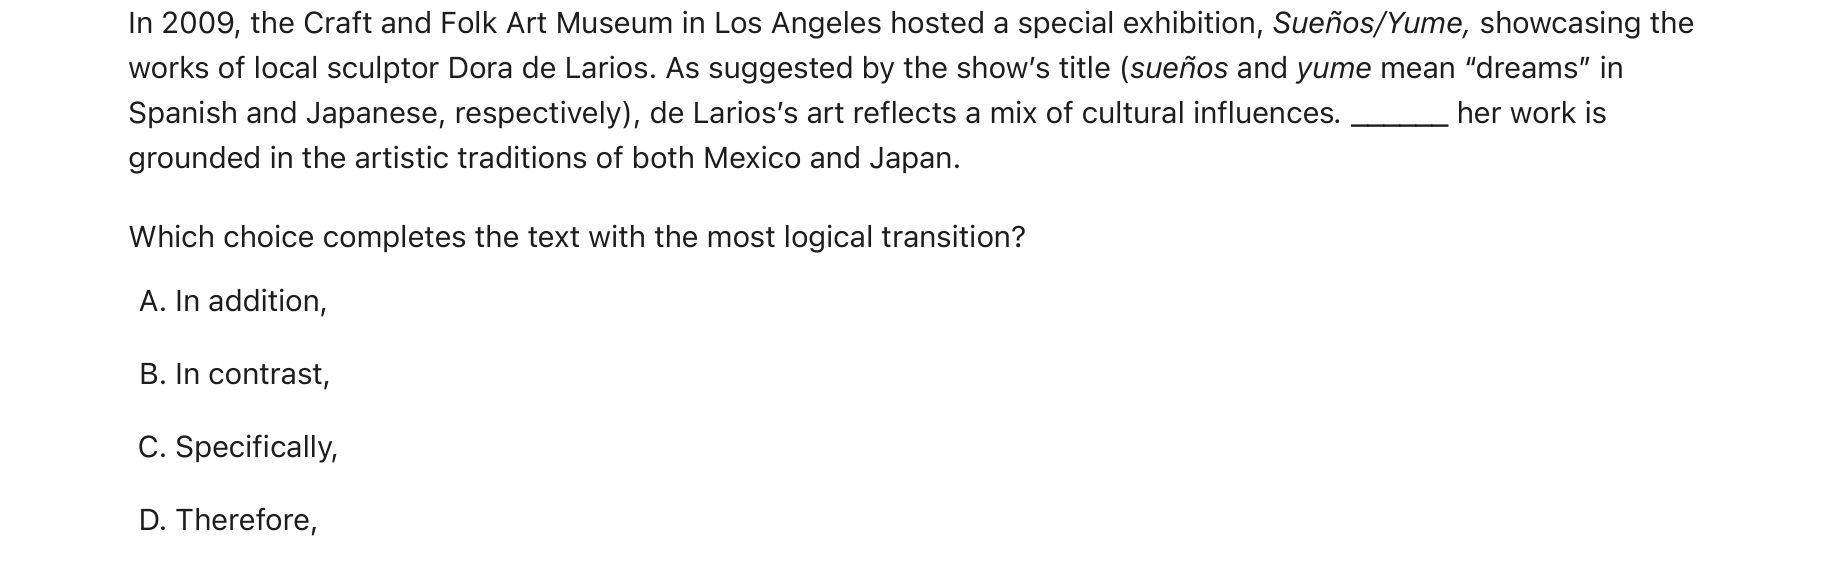 In 2009, the Craft and Folk Art Museum in Los Angeles hosted a special exhibition, Sueños/Yume, showcasing the
works of local sculptor Dora de Larios. As suggested by the show’s title (sueños and yume mean “dreams” in
Spanish and Japanese, respectively), de Larios’s art reflects a mix of cultural influences. ______ her work is
grounded in the artistic traditions of both Mexico and Japan.
Which choice completes the text with the most logical transition?
A. In addition,
B. In contrast,
C. Specifically,
D. Therefore,